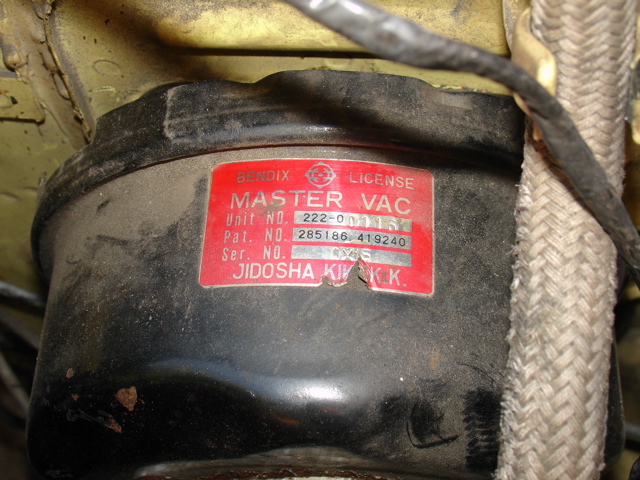 BENDIX LICENSE
MASTER VAC
Unit NO. 222-0
Pat. NO. 285186. 419240
Ser. NO.
JIDOSHA K.K.